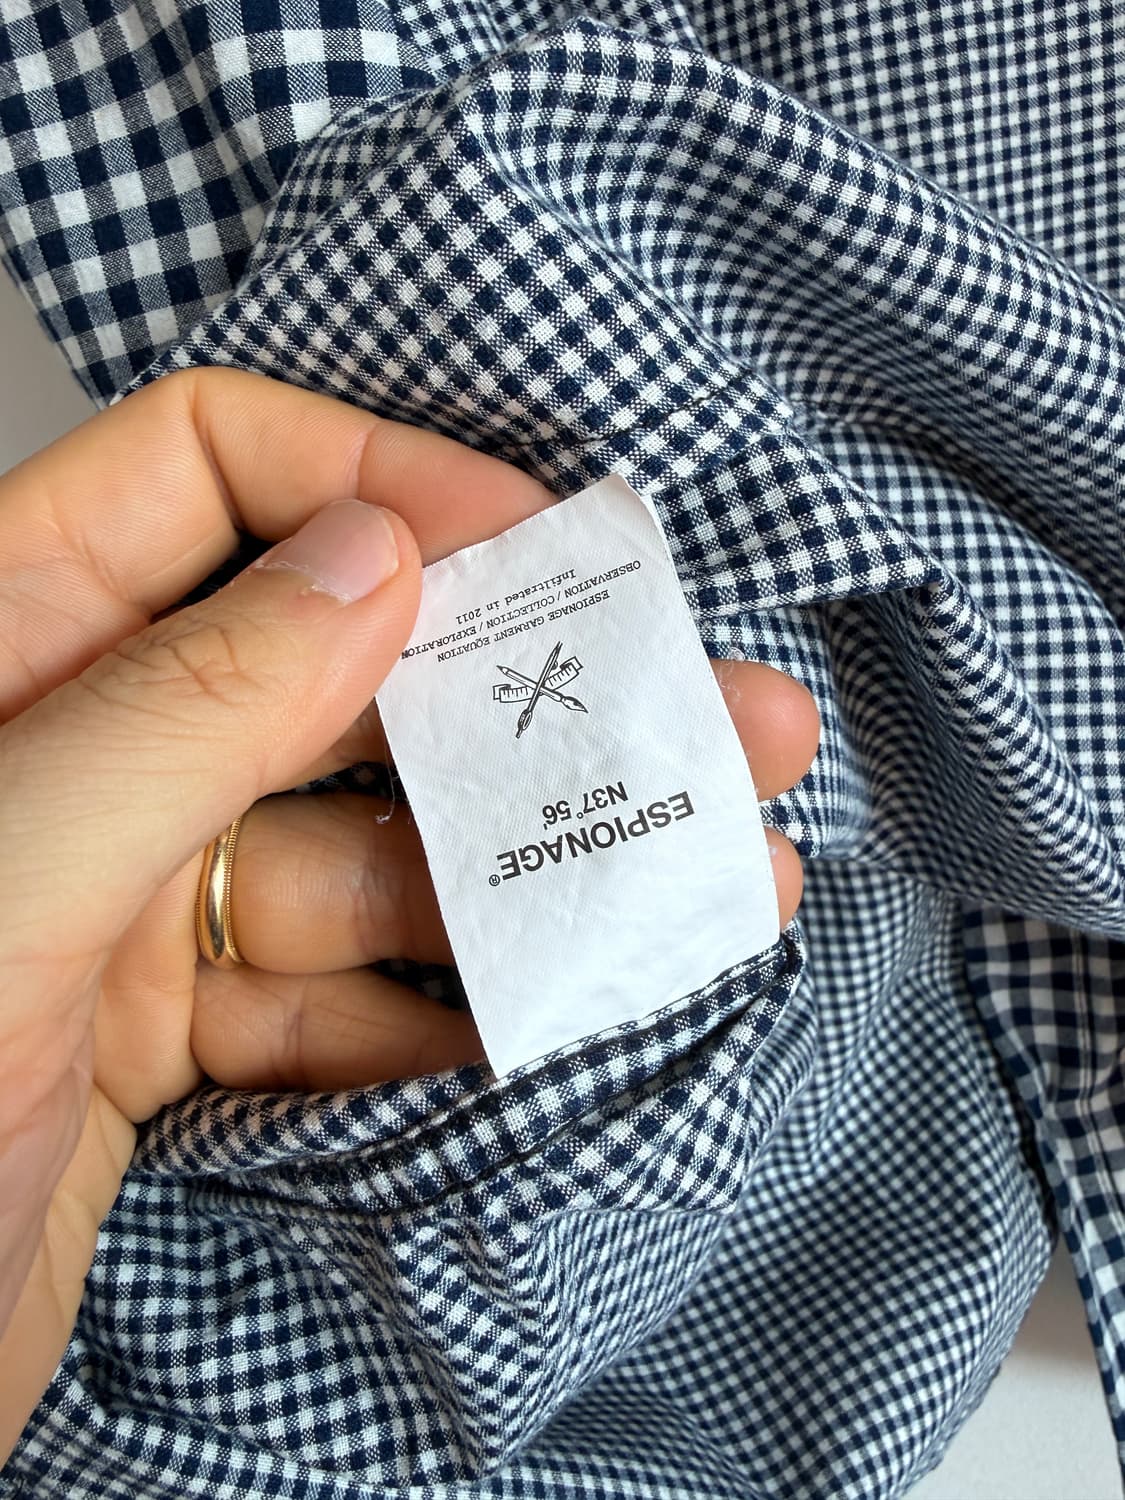 ESPIONAGE®
N37°56'
ESPIONAGE GARMENT EQUATION
OBSERVATION / COLLECTION / EXPLORATION
Infiltrated in 2011